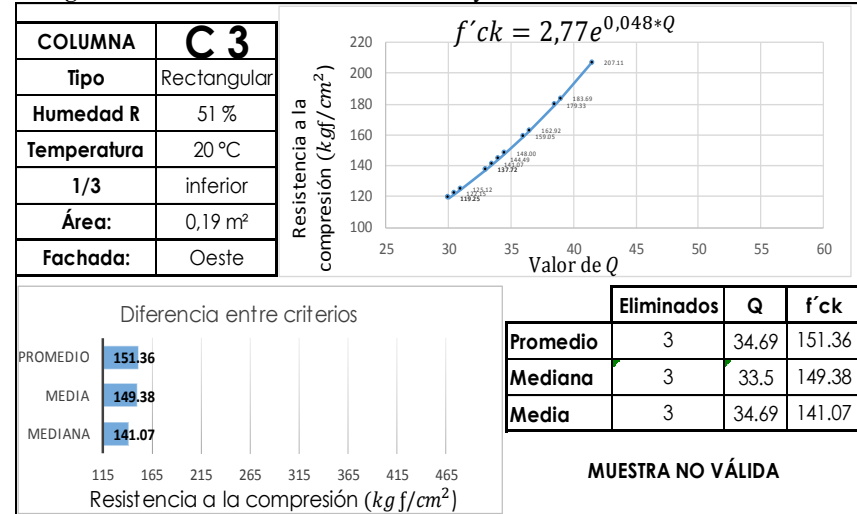 COLUMNA C 3
Tipo Rectangular
Humedad R 51 %
Temperatura 20 °C
1/3 inferior
Área: 0,19 m²
Fachada: Oeste
f´ck = 2,77e^0,048*Q
Resistencia a la
compresión (kgf/cm²)
220
200
180
160
140
120
100
207.11
183.69
179.33
162.92
159.05
148.00
144.49
141.07
137.72
125.12
122.15
119.25
25 30 35 40 45 50 55 60
Valor de Q
Diferencia entre criterios
PROMEDIO 151.36
MEDIA 149.38
MEDIANA 141.07
115 165 215 265 315 365 415 465
Resistencia a la compresión (kg f/cm²)
Eliminados Q f´ck
Promedio 3 34.69 151.36
Mediana 3 33.5 149.38
Media 3 34.69 141.07
MUESTRA NO VÁLIDA